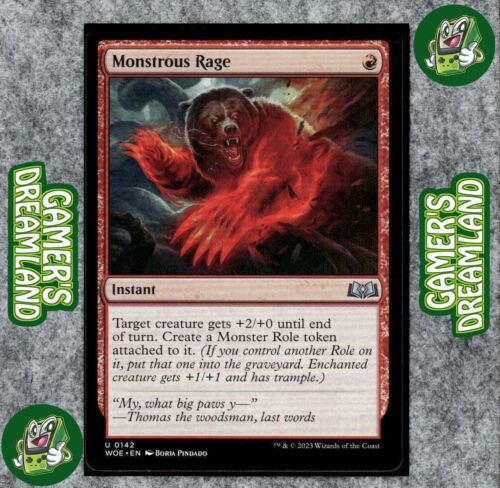 Monstrous Rage
Instant
Target creature gets +2/+0 until end
of turn. Create a Monster Role token
attached to it. (If you control another Role on
it, put that one into the graveyard. Enchanted
creature gets +1/+1 and has trample.)
"My, what big paws y—"
—Thomas the woodsman, last words
U 0142
WOE • EN Borja Pindado
™ & © 2023 Wizards of the Coast
GAMER'S
DREAMLAND
GAMER'S
DREAMLAND